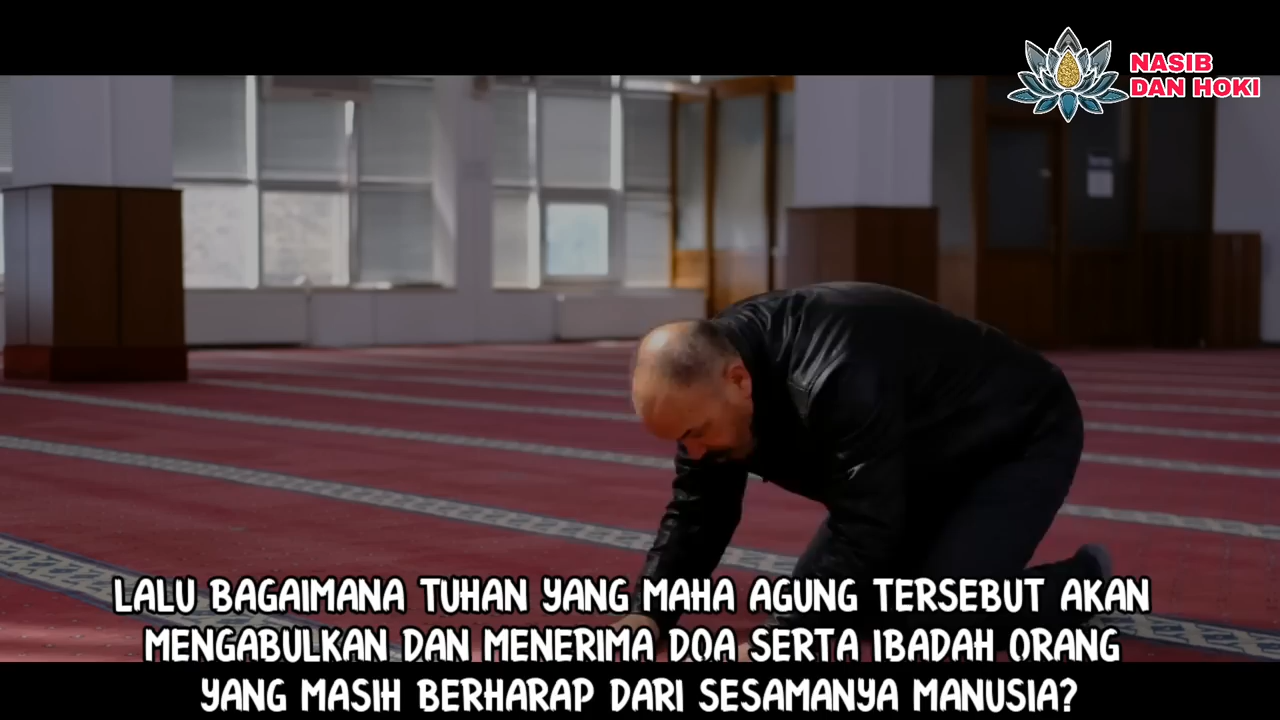 NASIB
DAN HOKI
LALU BAGAIMANA TUHAN YANG MAHA AGUNG TERSEBUT AKAN
MENGABULKAN DAN MENERIMA DOA SERTA IBADAH ORANG
YANG MASIH BERHARAP DARI SESAMANYA MANUSIA?